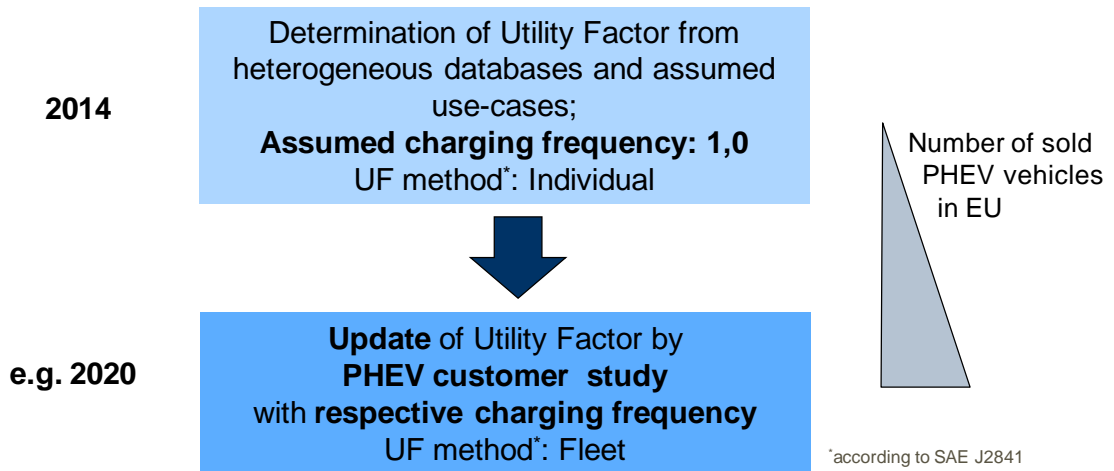 2014
Determination of Utility Factor from
heterogeneous databases and assumed
use-cases;
Assumed charging frequency: 1,0
UF method*: Individual
Number of sold
PHEV vehicles
in EU
e.g. 2020
Update of Utility Factor by
PHEV customer study
with respective charging frequency
UF method*: Fleet
*according to SAE J2841